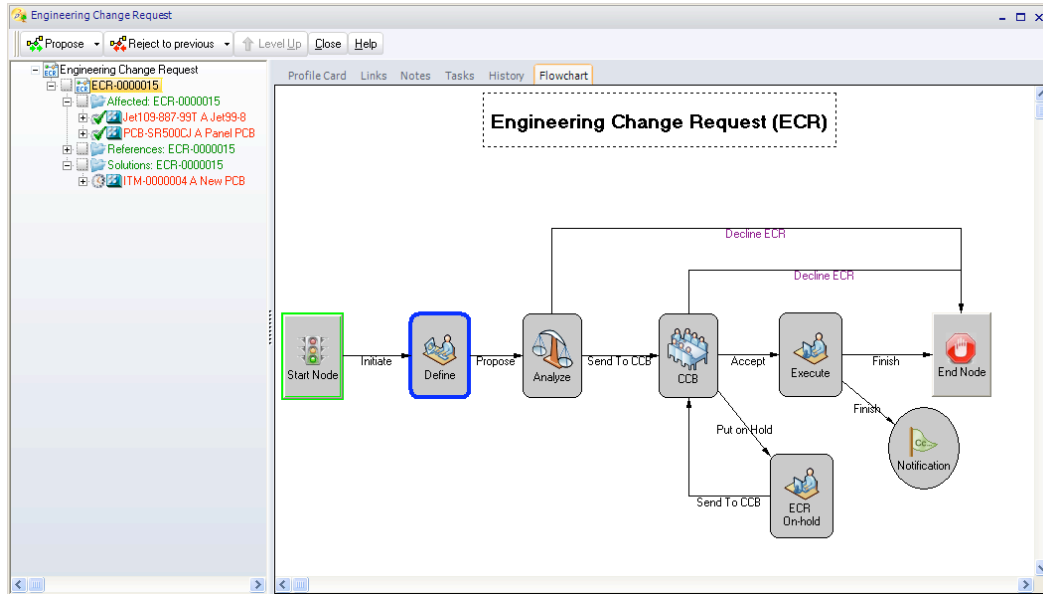 Engineering Change Request
Propose
Reject to previous
Level Up
Close
Help
Engineering Change Request
ECR-0000015
Affected: ECR-0000015
Jet109-887-99T A Jet99-8
PCB-SR500CJ A Panel PCB
References: ECR-0000015
Solutions: ECR-0000015
ITM-0000004 A New PCB
Profile Card Links Notes Tasks History Flowchart
Engineering Change Request (ECR)
Decline ECR
Decline ECR
Start Node
Initiate
Define
Propose
Analyze
Send To CCB
CCB
Accept
Execute
Finish
End Node
Finish
Put on Hold
Cc
Notification
Send To CCB
ECR
On-hold